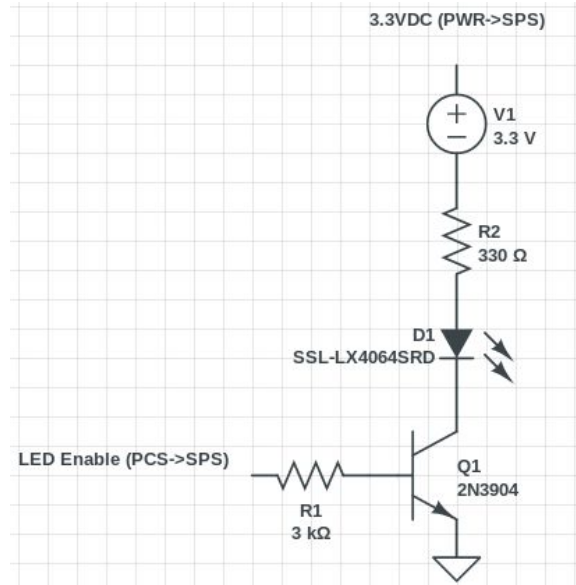 3.3VDC (PWR->SPS)
+
−
V1
3.3 V
R2
330 Ω
D1
SSL-LX4064SRD
LED Enable (PCS->SPS)
R1
3 kΩ
Q1
2N3904